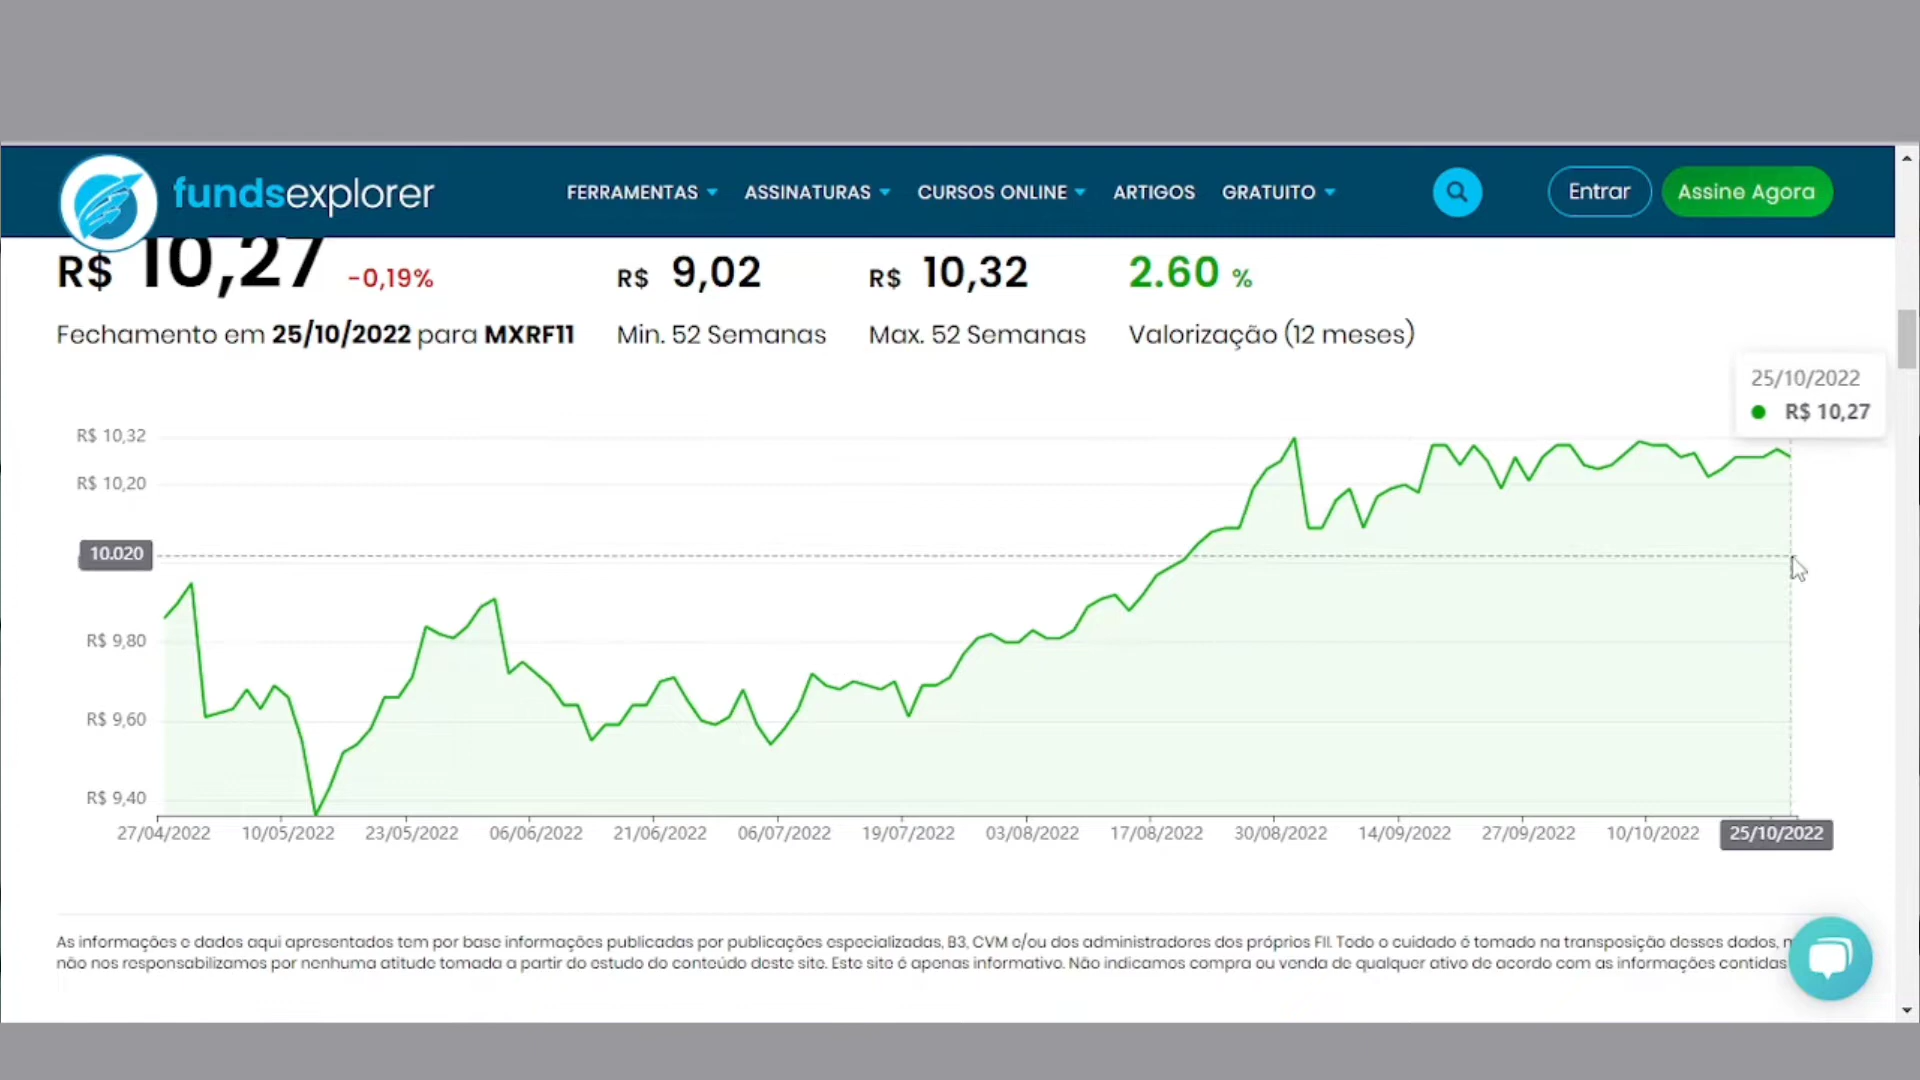 fundsexplorer
FERRAMENTAS
ASSINATURAS
CURSOS ONLINE
ARTIGOS
GRATUITO
Entrar
Assine Agora
R$ 10,27 -0,19%
Fechamento em 25/10/2022 para MXRF11
R$ 9,02
Min. 52 Semanas
R$ 10,32
Max. 52 Semanas
2.60 %
Valorização (12 meses)
25/10/2022
R$ 10,27
R$ 10,32
R$ 10,20
10.020
R$ 9,80
R$ 9,60
R$ 9,40
27/04/2022
10/05/2022
23/05/2022
06/06/2022
21/06/2022
06/07/2022
19/07/2022
03/08/2022
17/08/2022
30/08/2022
14/09/2022
27/09/2022
10/10/2022
25/10/2022
As informações e dados aqui apresentados tem por base informações publicadas por publicações especializadas, B3, CVM e/ou dos administradores dos próprios FII. Todo o cuidado é tomado na transposição desses dados,
não nos responsabilizamos por nenhuma atitude tomada a partir do estudo do conteúdo deste site. Este site é apenas informativo. Não indicamos compra ou venda de qualquer ativo de acordo com as informações contidas